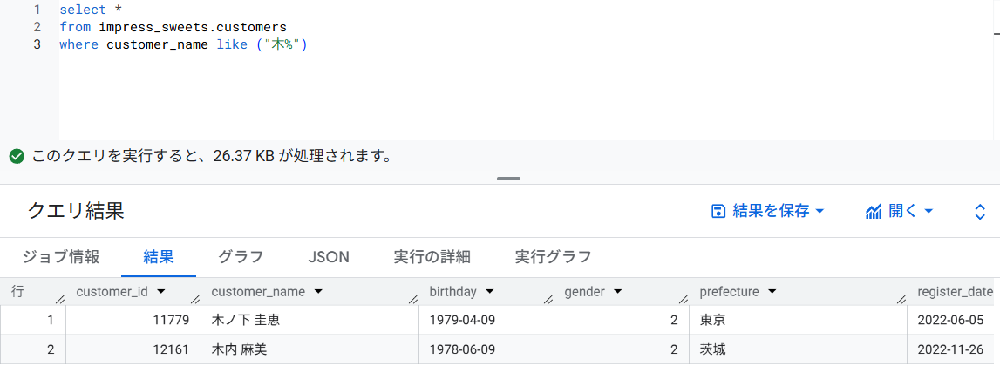 1 select *
2 from impress_sweets.customers
3 where customer_name like ("木%")
このクエリを実行すると、26.37 KB が処理されます。
クエリ結果 結果を保存 開く
ジョブ情報 結果 グラフ JSON 実行の詳細 実行グラフ
行 customer_id customer_name birthday gender prefecture register_date
1 11779 木ノ下 圭恵 1979-04-09 2 東京 2022-06-05
2 12161 木内 麻美 1978-06-09 2 茨城 2022-11-26